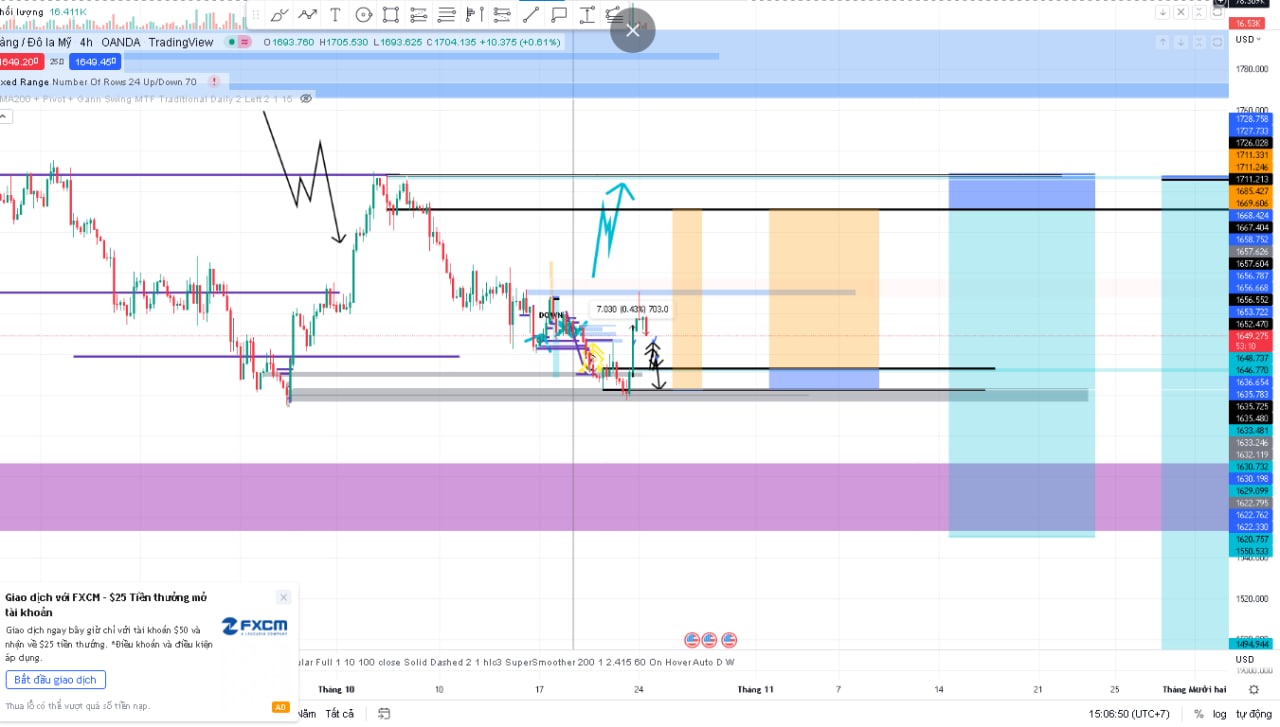 hối lượng 16.411K
78.369K
16.53K
àng / Đô la Mỹ 4h OANDA TradingView O1693.760 H1705.530 L1693.625 C1704.135 +10.375 (+0.61%)
USD
1649.200 25.0 1649.450
xed Range Number Of Rows 24 Up/Down 70
MA200 + Pivot + Gann Swing MTF Traditional Daily 2 Left 2 1 15
1780.000
1760.000
1728.758
1727.733
1726.028
1711.331
1711.246
1711.213
1685.427
1669.606
1668.424
1667.404
1658.752
1657.626
1657.604
1656.787
1656.668
1656.552
1653.722
1652.470
1649.275
53:10
1648.737
1646.770
1636.654
1635.783
1635.725
1635.480
1633.481
1633.246
1632.119
1630.732
1630.198
1629.099
1622.795
1622.762
1622.330
1620.757
1550.533
1540.000
1520.000
1494.944
USD
DOWN
7.030 (0.43%) 703.0
Giao dịch với FXCM - $25 Tiền thưởng mở
tài khoản
Giao dịch ngay bây giờ chỉ với tài khoản $50 và
nhận về $25 tiền thưởng. *Điều khoản và điều kiện
áp dụng.
FXCM
Bắt đầu giao dịch
Thua lỗ có thể vượt quá số tiền nạp.
AD
ular Full 1 10 100 close Solid Dashed 2 1 hlc3 SuperSmoother 200 1 2.415 60 On Hover Auto D W
Tháng 10 10 17 24 Tháng 11 7 14 21 25 Tháng Mười hai
Năm Tất cả
15:06:50 (UTC+7) % log tự động